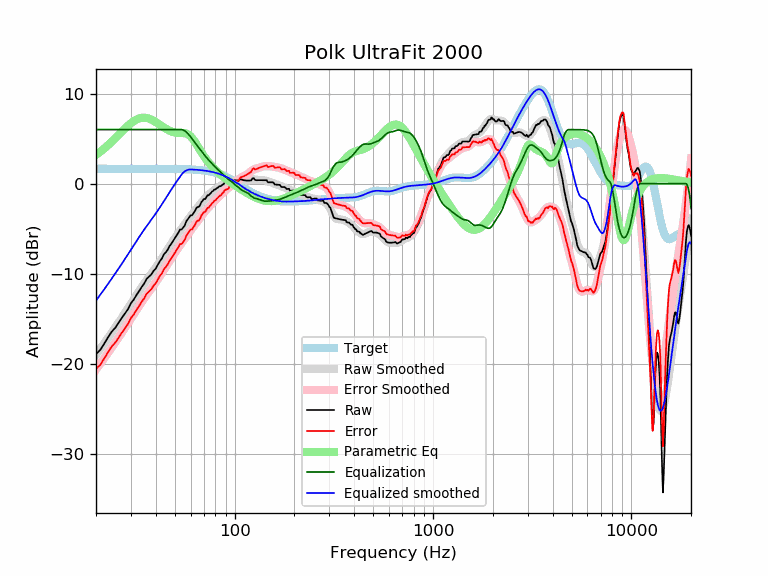 Polk UltraFit 2000
Amplitude (dBr)
10
0
−10
−20
−30
Target
Raw Smoothed
Error Smoothed
Raw
Error
Parametric Eq
Equalization
Equalized smoothed
100
1000
10000
Frequency (Hz)